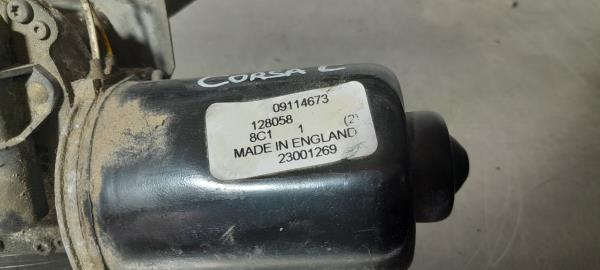 CORSA C
09114673
128058
8C1 1 (2)
MADE IN ENGLAND
23001269